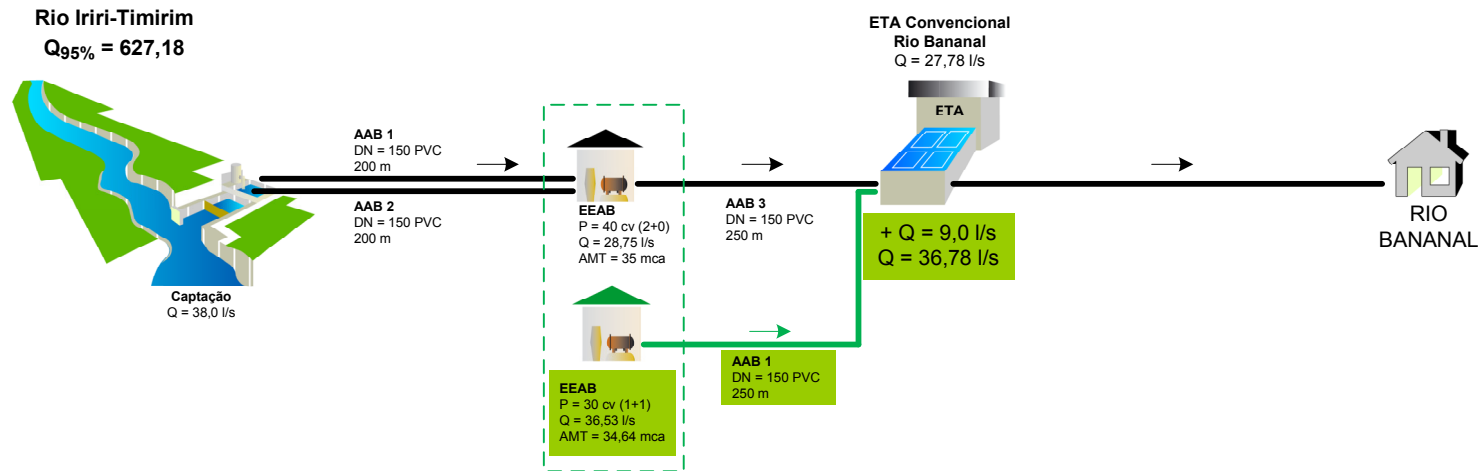 Rio Iriri-Timirim
Q95% = 627,18
Captação
Q = 38,0 l/s
AAB 1
DN = 150 PVC
200 m
AAB 2
DN = 150 PVC
200 m
EEAB
P = 40 cv (2+0)
Q = 28,75 l/s
AMT = 35 mca
EEAB
P = 30 cv (1+1)
Q = 36,53 l/s
AMT = 34,64 mca
AAB 3
DN = 150 PVC
250 m
AAB 1
DN = 150 PVC
250 m
ETA Convencional
Rio Bananal
Q = 27,78 l/s
ETA
+ Q = 9,0 l/s
Q = 36,78 l/s
RIO
BANANAL